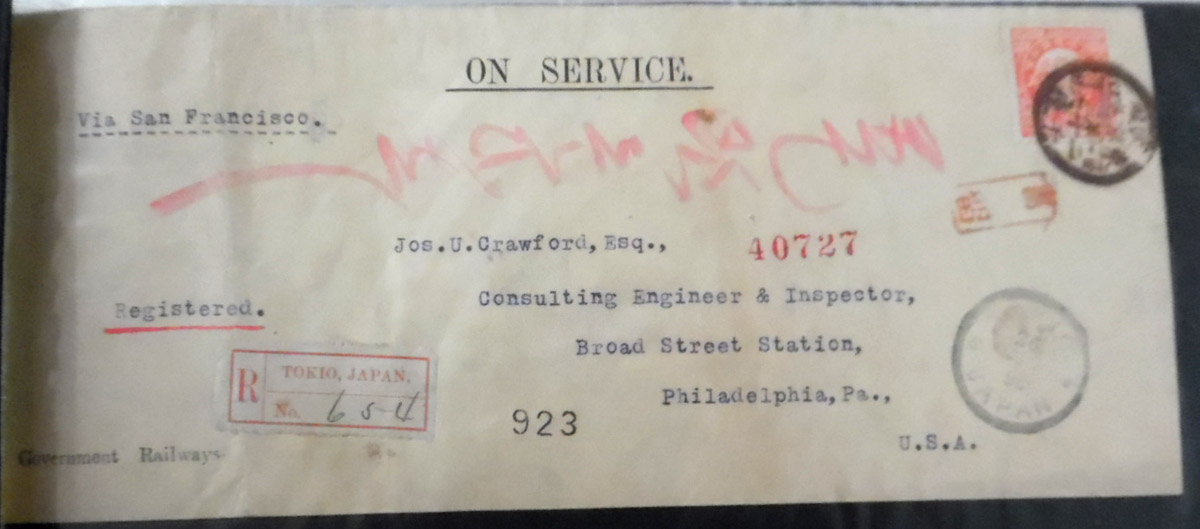 ON SERVICE.
Via San Francisco.
Jos.U.Crawford, Esq.,
40727
Consulting Engineer & Inspector,
Registered.
Broad Street Station,
R
TOKIO, JAPAN.
No. 654
Philadelphia, Pa.,
JAPAN
923
U.S.A.
Government Railways